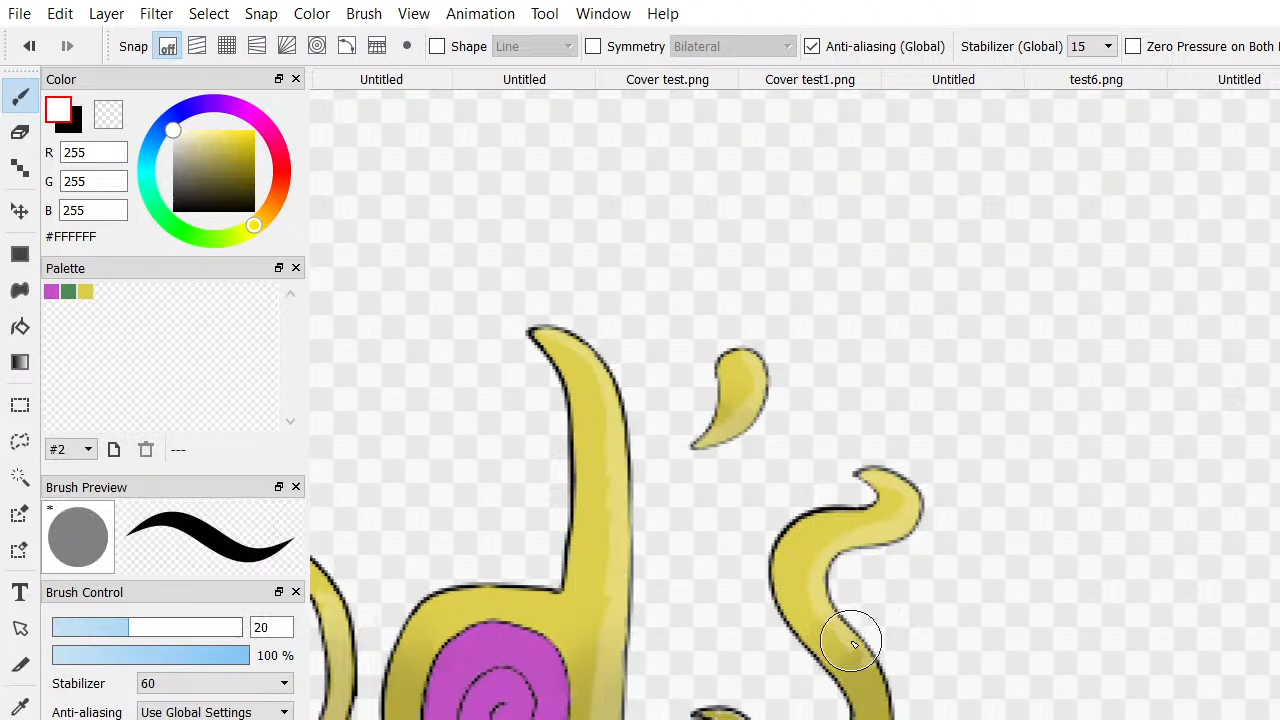 File Edit Layer Filter Select Snap Color Brush View Animation Tool Window Help
Snap off Shape Line Symmetry Bilateral Anti-aliasing (Global) Stabilizer (Global) 15 Zero Pressure on Both
Color
Untitled Untitled Cover test.png Cover test1.png Untitled test6.png Untitled
R 255
G 255
B 255
#FFFFFF
Palette
#2 ---
Brush Preview
*
Brush Control
20
100 %
Stabilizer 60
Anti-aliasing Use Global Settings